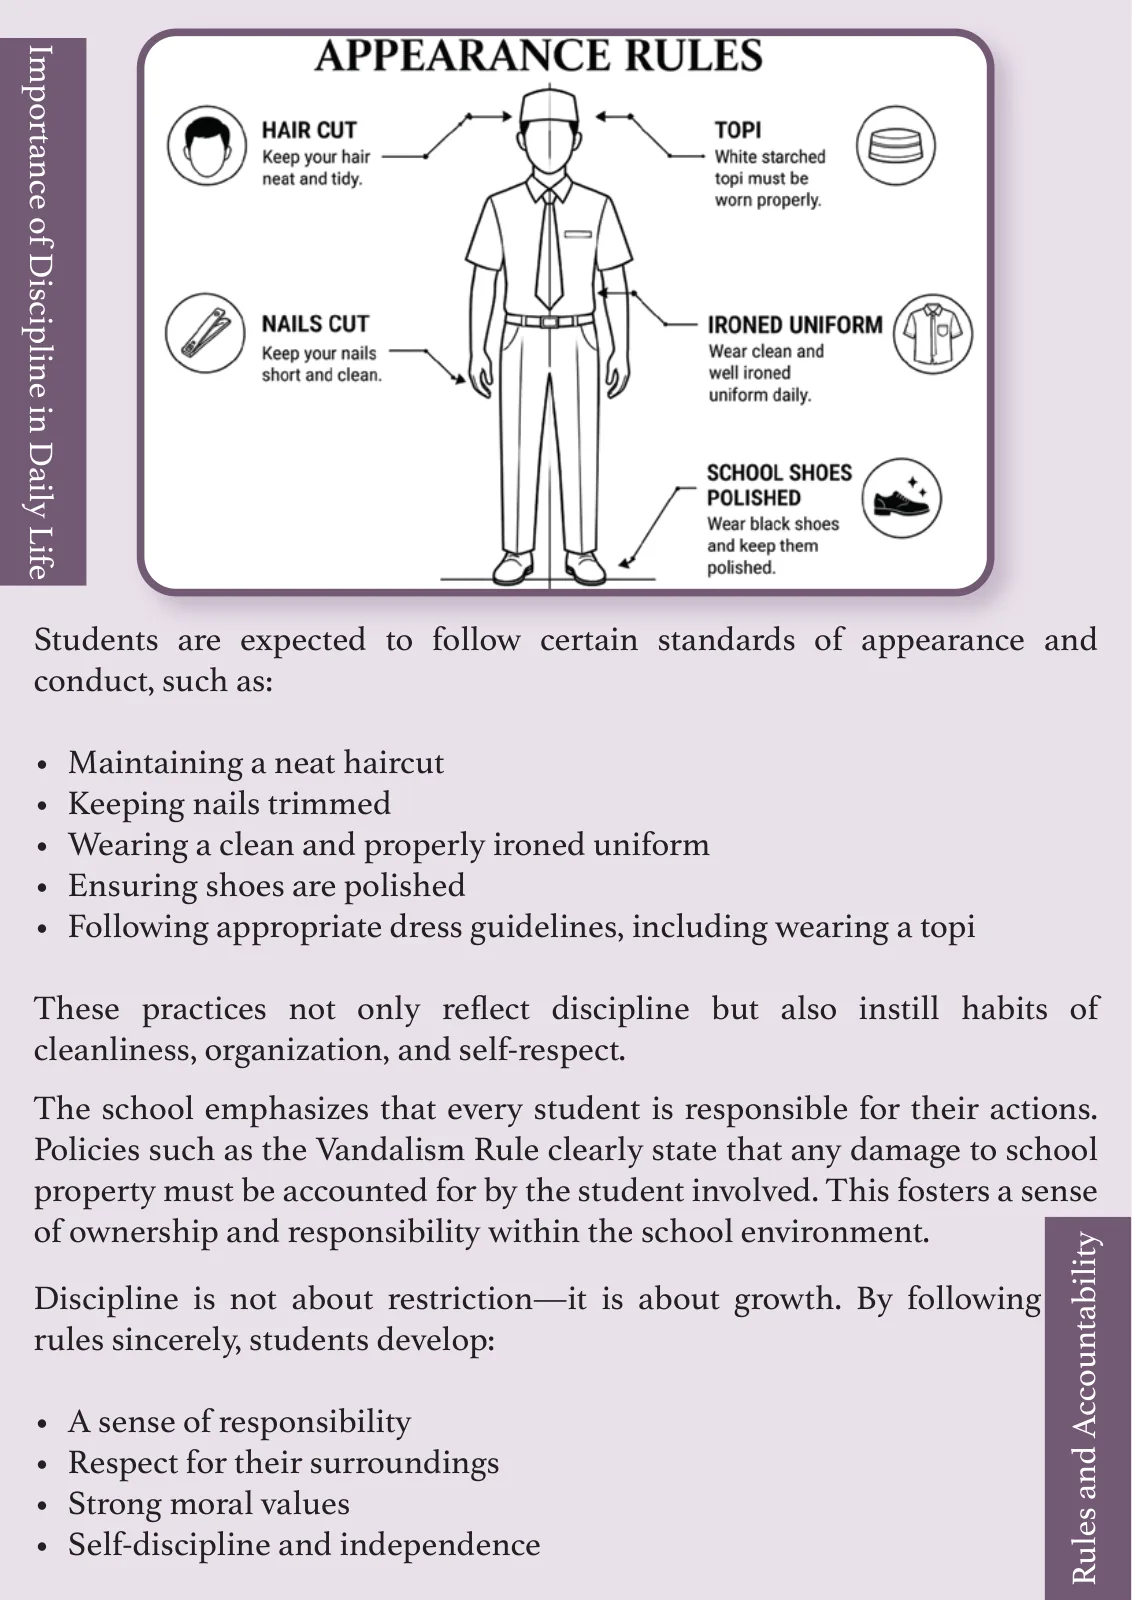 Importance of Discipline in Daily Life
APPEARANCE RULES
HAIR CUT
Keep your hair
neat and tidy.
TOPI
White starched
topi must be
worn properly.
NAILS CUT
Keep your nails
short and clean.
IRONED UNIFORM
Wear clean and
well ironed
uniform daily.
SCHOOL SHOES
POLISHED
Wear black shoes
and keep them
polished.
Students are expected to follow certain standards of appearance and
conduct, such as:
• Maintaining a neat haircut
• Keeping nails trimmed
• Wearing a clean and properly ironed uniform
• Ensuring shoes are polished
• Following appropriate dress guidelines, including wearing a topi
These practices not only reflect discipline but also instill habits of
cleanliness, organization, and self-respect.
The school emphasizes that every student is responsible for their actions.
Policies such as the Vandalism Rule clearly state that any damage to school
property must be accounted for by the student involved. This fosters a sense
of ownership and responsibility within the school environment.
Discipline is not about restriction—it is about growth. By following
rules sincerely, students develop:
• A sense of responsibility
• Respect for their surroundings
• Strong moral values
• Self-discipline and independence
Rules and Accountability